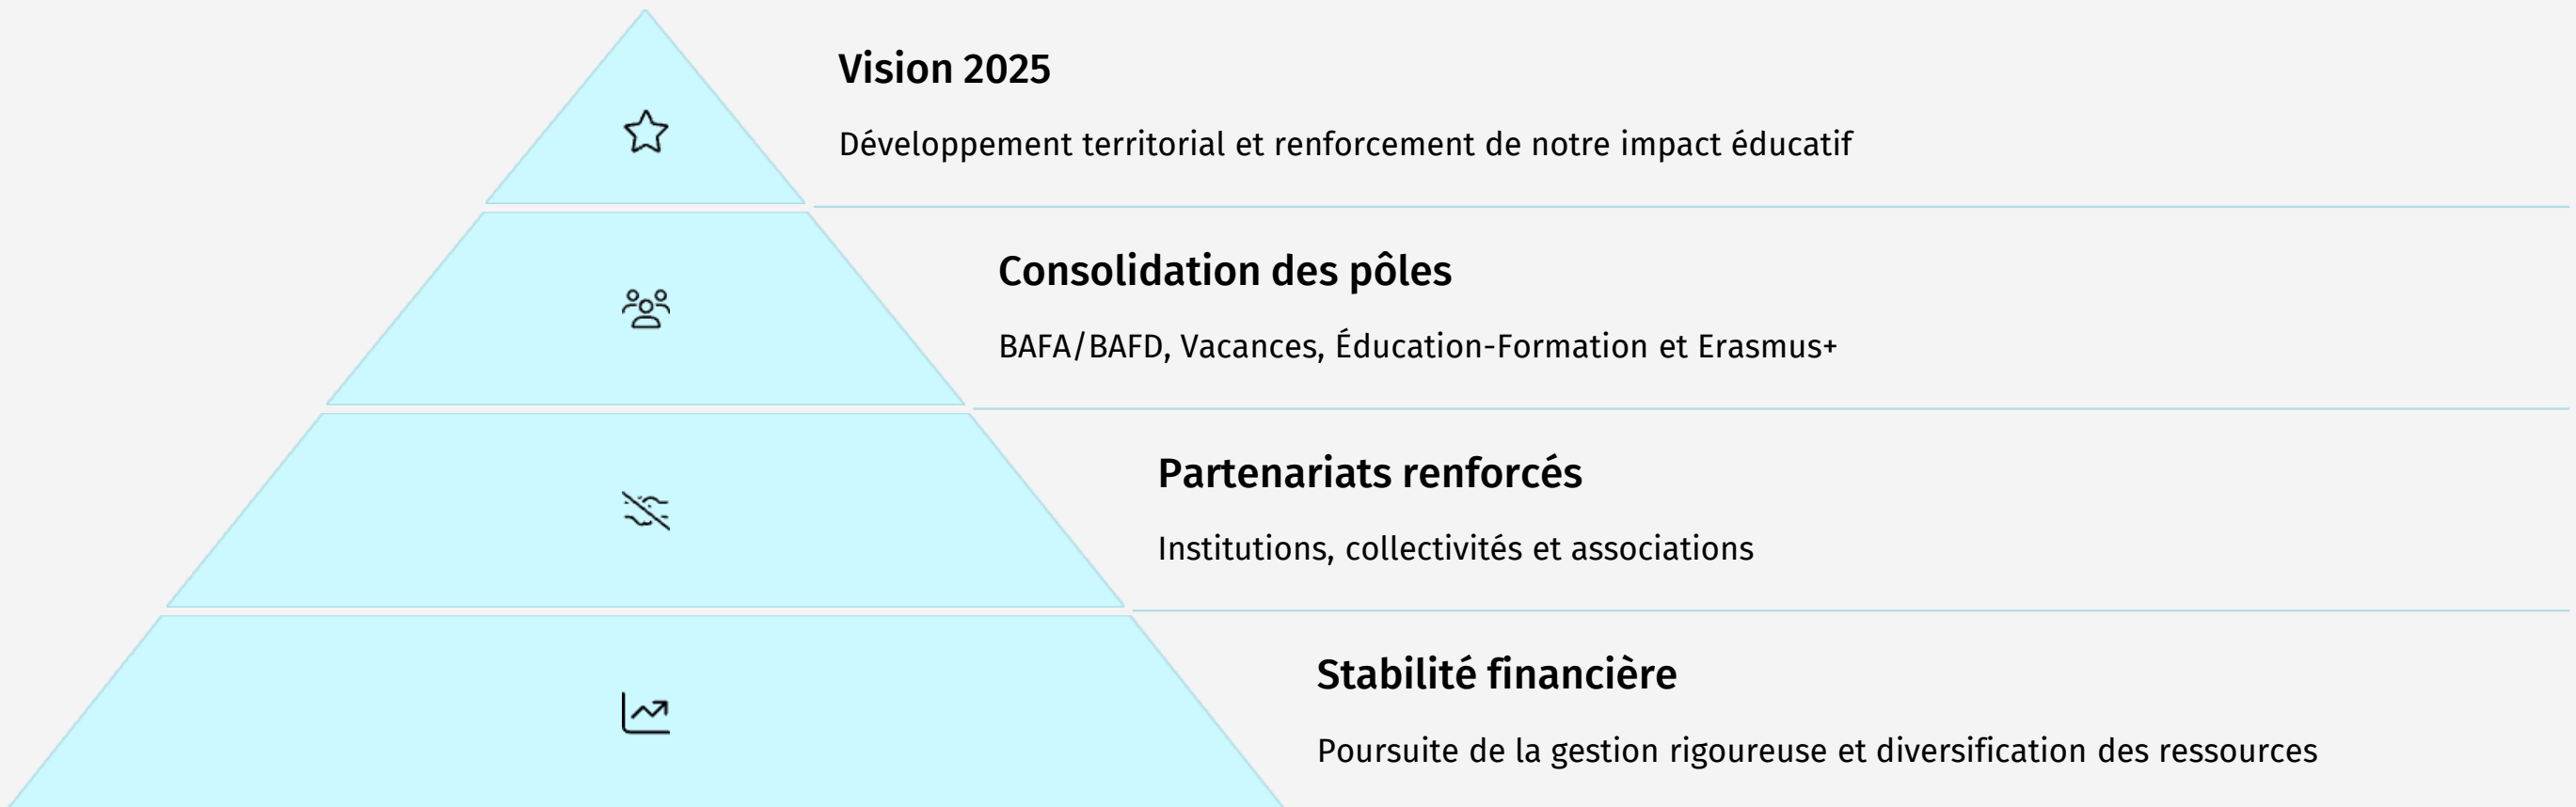 Vision 2025
Développement territorial et renforcement de notre impact éducatif
Consolidation des pôles
BAFA/BAFD, Vacances, Éducation-Formation et Erasmus+
Partenariats renforcés
Institutions, collectivités et associations
Stabilité financière
Poursuite de la gestion rigoureuse et diversification des ressources